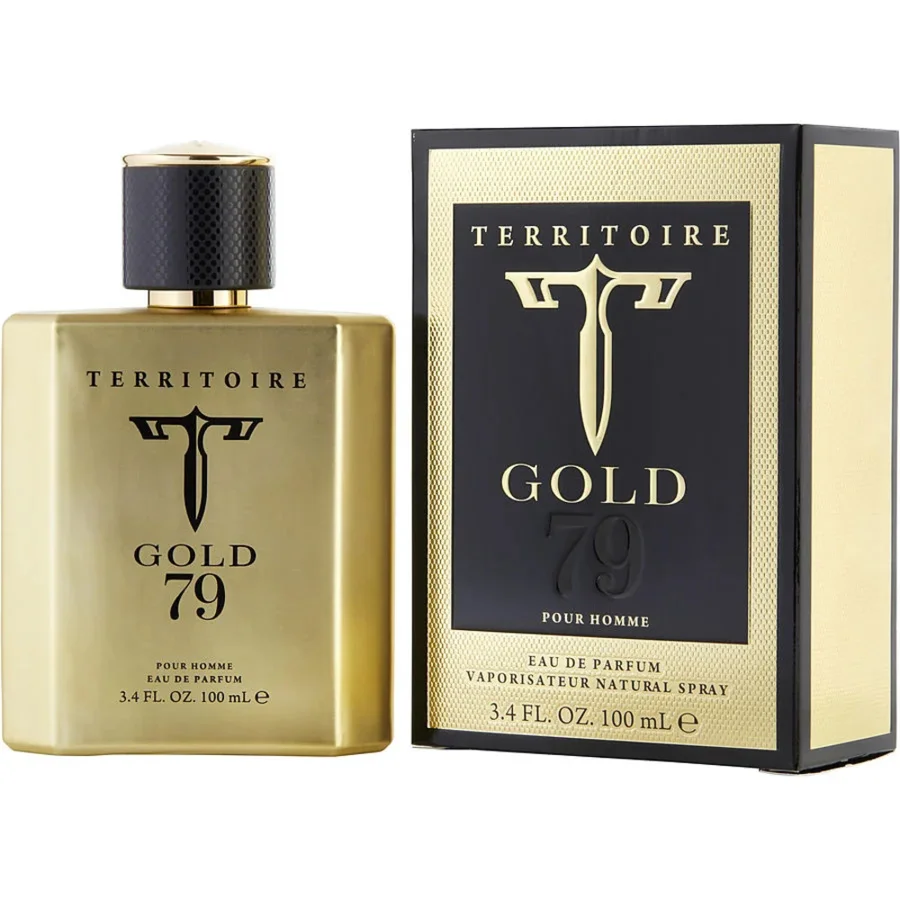 TERRITOIRE
GOLD
79
POUR HOMME
EAU DE PARFUM
3.4 FL. OZ. 100 mL ℮
TERRITOIRE
GOLD
79
POUR HOMME
EAU DE PARFUM
VAPORISATEUR NATURAL SPRAY
3.4 FL. OZ. 100 mL ℮